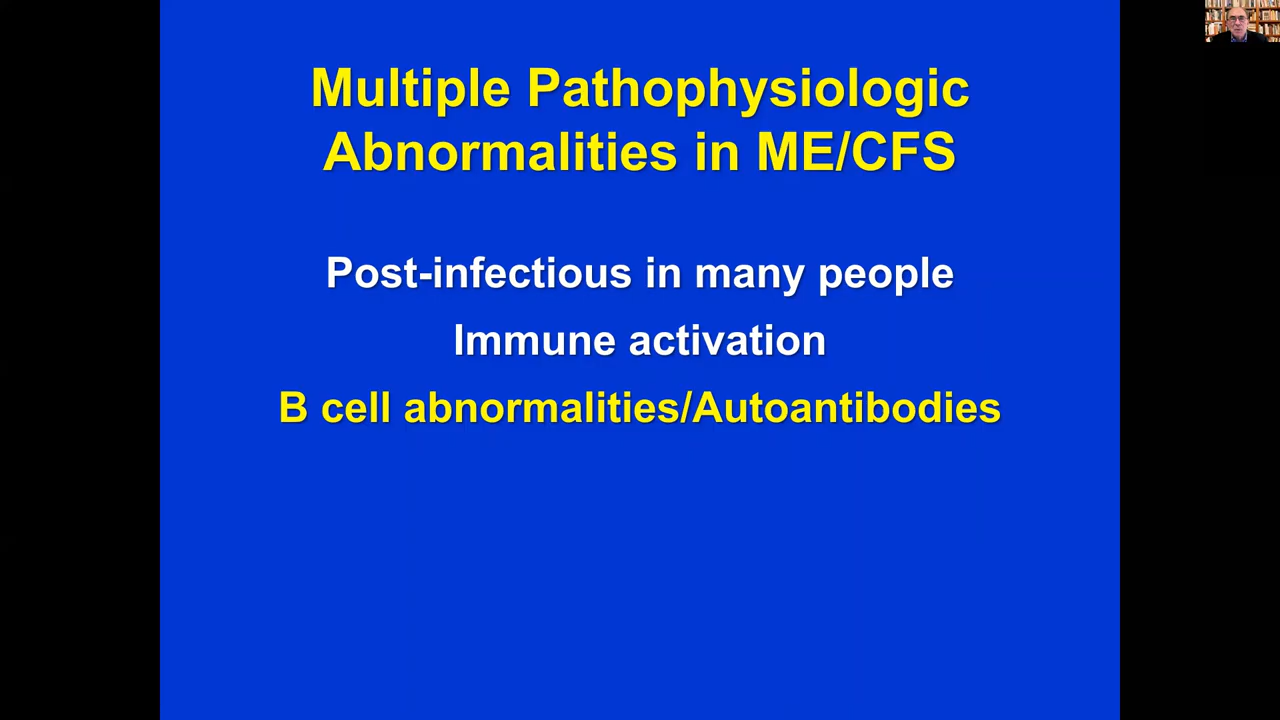 Multiple Pathophysiologic
Abnormalities in ME/CFS
Post-infectious in many people
Immune activation
B cell abnormalities/Autoantibodies